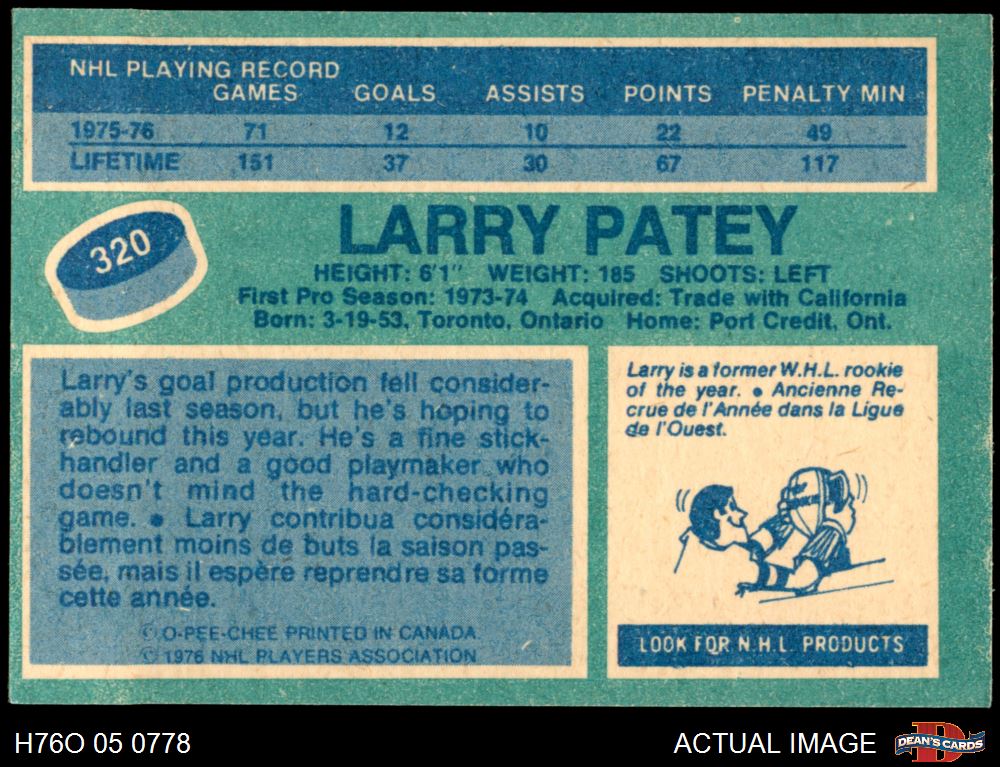 NHL PLAYING RECORD
GAMES GOALS ASSISTS POINTS PENALTY MIN
1975-76 71 12 10 22 49
LIFETIME 151 37 30 67 117
320
LARRY PATEY
HEIGHT: 6'1" WEIGHT: 185 SHOOTS: LEFT
First Pro Season: 1973-74 Acquired: Trade with California
Born: 3-19-53, Toronto, Ontario Home: Port Credit, Ont.
Larry's goal production fell consider-
ably last season, but he's hoping to
rebound this year. He's a fine stick-
handler and a good playmaker who
doesn't mind the hard-checking
game. • Larry contribua considéra-
blement moins de buts la saison pas-
sée, mais il espère reprendre sa forme
cette année.
© O-PEE-CHEE PRINTED IN CANADA.
© 1976 NHL PLAYERS ASSOCIATION
Larry is a former W.H.L. rookie
of the year. • Ancienne Re-
crue de l'Année dans la Ligue
de l'Ouest.
LOOK FOR N.H.L. PRODUCTS
H76O 05 0778
ACTUAL IMAGE
D
DEAN'S CARDS